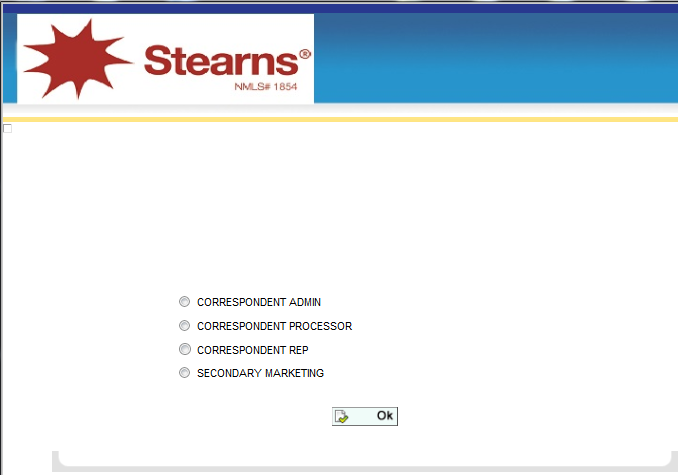 Stearns®
NMLS# 1854
CORRESPONDENT ADMIN
CORRESPONDENT PROCESSOR
CORRESPONDENT REP
SECONDARY MARKETING
Ok